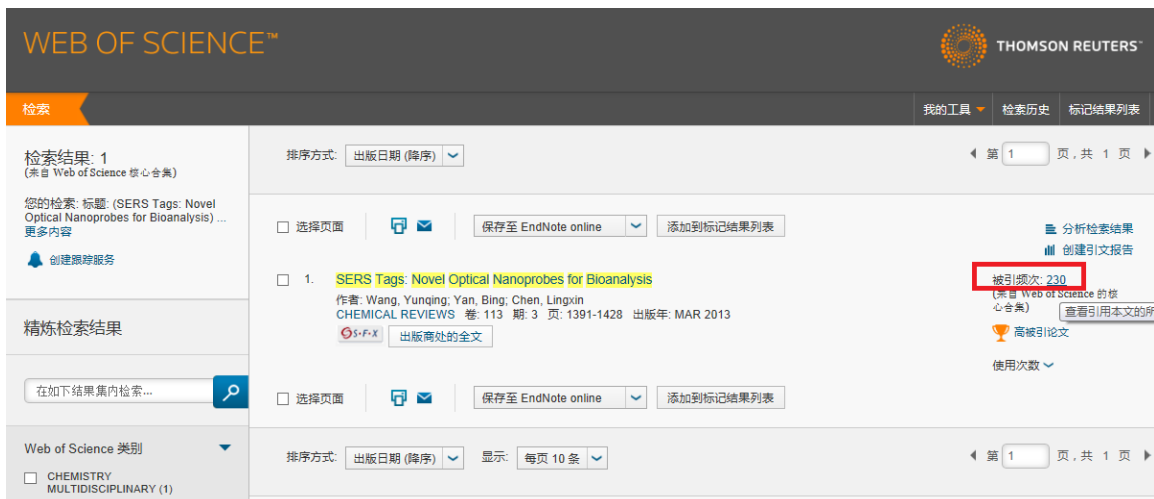 WEB OF SCIENCE™
THOMSON REUTERS™
检索
我的工具
检索历史
标记结果列表
检索结果: 1
(来自 Web of Science 核心合集)
您的检索: 标题: (SERS Tags: Novel
Optical Nanoprobes for Bioanalysis) ...
更多内容
创建跟踪服务
精炼检索结果
在如下结果集内检索...
Web of Science 类别
CHEMISTRY
MULTIDISCIPLINARY (1)
排序方式: 出版日期 (降序)
第 1 页 , 共 1 页
选择页面
保存至 EndNote online
添加到标记结果列表
分析检索结果
创建引文报告
1. SERS Tags: Novel Optical Nanoprobes for Bioanalysis
作者: Wang, Yunqing; Yan, Bing; Chen, Lingxin
CHEMICAL REVIEWS 卷: 113 期: 3 页: 1391-1428 出版年: MAR 2013
S·F·X 出版商处的全文
被引频次: 230
(来自 Web of Science 的核
心合集)
查看引用本文的所
高被引论文
使用次数
选择页面
保存至 EndNote online
添加到标记结果列表
排序方式: 出版日期 (降序) 显示: 每页 10 条
第 1 页 , 共 1 页